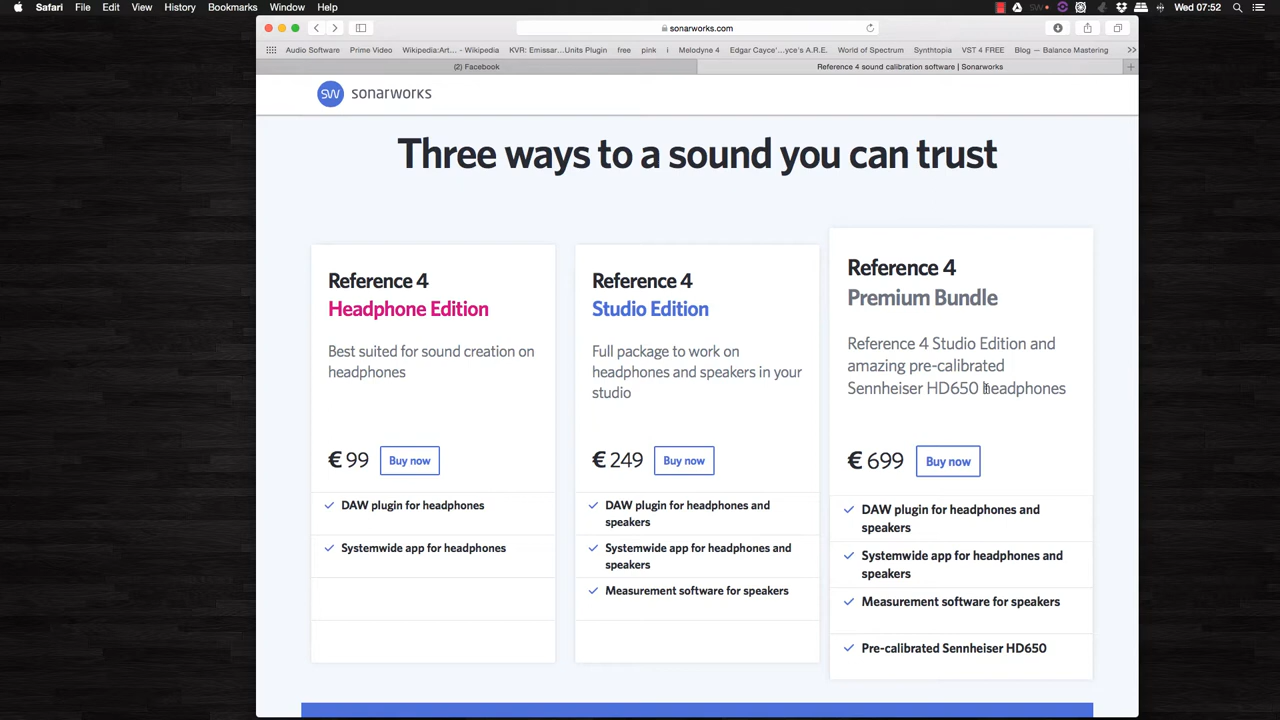 Safari File Edit View History Bookmarks Window Help
Wed 07:52
sonarworks.com
Audio Software Prime Video Wikipedia:Art... - Wikipedia KVR: Emissar...Units Plugin free pink i Melodyne 4 Edgar Cayce'...yce's A.R.E. World of Spectrum Synthtopia VST 4 FREE Blog — Balance Mastering >>
(2) Facebook
Reference 4 sound calibration software | Sonarworks
SW sonarworks
Three ways to a sound you can trust
Reference 4
Headphone Edition
Best suited for sound creation on
headphones
€ 99 Buy now
DAW plugin for headphones
Systemwide app for headphones
Reference 4
Studio Edition
Full package to work on
headphones and speakers in your
studio
€ 249 Buy now
DAW plugin for headphones and
speakers
Systemwide app for headphones and
speakers
Measurement software for speakers
Reference 4
Premium Bundle
Reference 4 Studio Edition and
amazing pre-calibrated
Sennheiser HD650 headphones
€ 699 Buy now
DAW plugin for headphones and
speakers
Systemwide app for headphones and
speakers
Measurement software for speakers
Pre-calibrated Sennheiser HD650